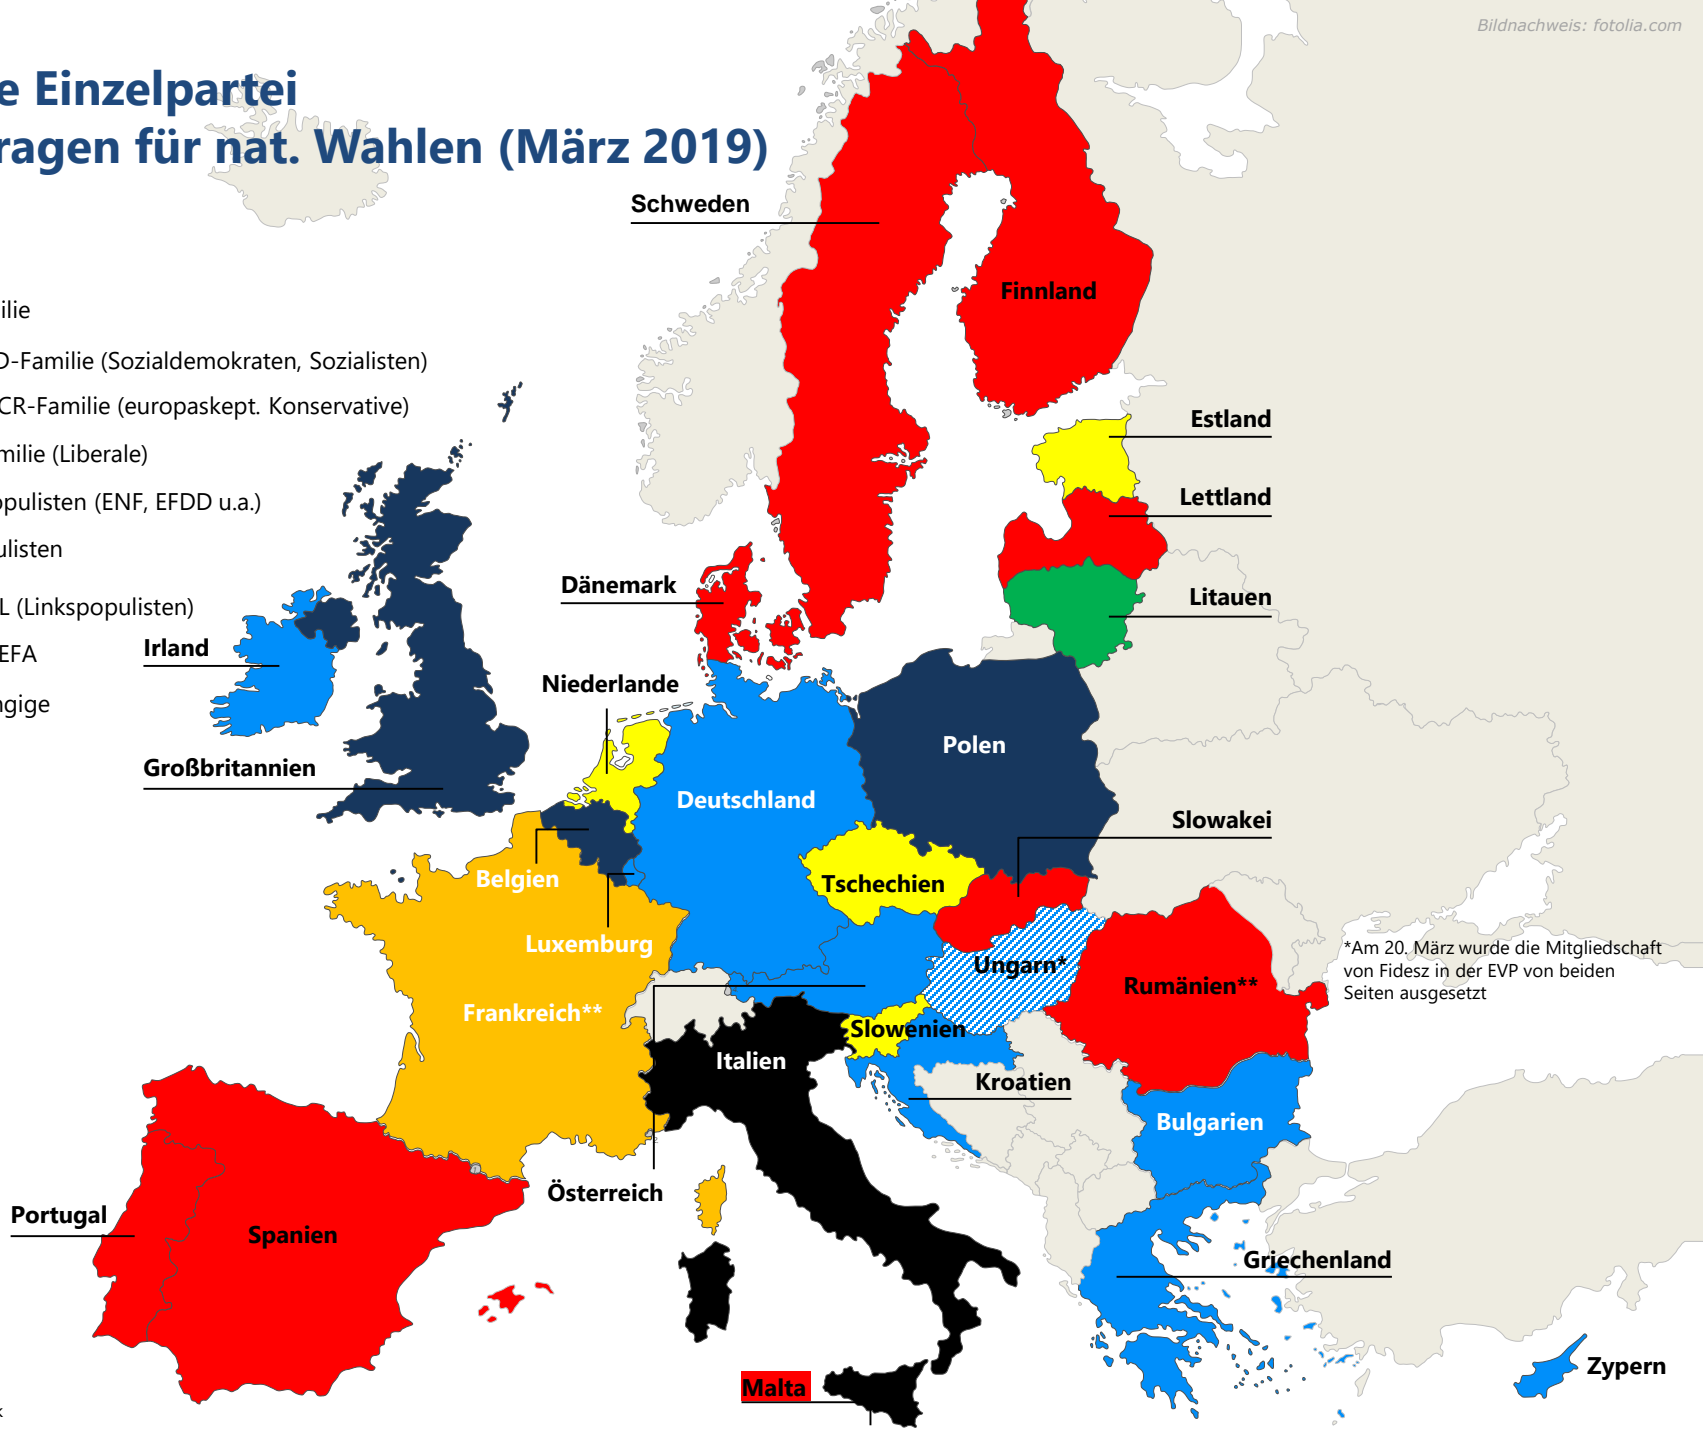 Bildnachweis: fotolia.com
e Einzelpartei
ragen für nat. Wahlen (März 2019)
Schweden
Finnland
ilie
D-Familie (Sozialdemokraten, Sozialisten)
CR-Familie (europaskept. Konservative)
Estland
milie (Liberale)
Lettland
opulisten (ENF, EFDD u.a.)
ulisten
Dänemark
Litauen
L (Linkspopulisten)
Irland
EFA
Niederlande
ngige
Polen
Großbritannien
Deutschland
Slowakei
Belgien
Tschechien
Luxemburg
*Am 20. März wurde die Mitgliedschaft
von Fidesz in der EVP von beiden
Seiten ausgesetzt
Ungarn*
Rumänien**
Frankreich**
Slowenien
Italien
Kroatien
Bulgarien
Österreich
Portugal
Spanien
Griechenland
Zypern
Malta
k